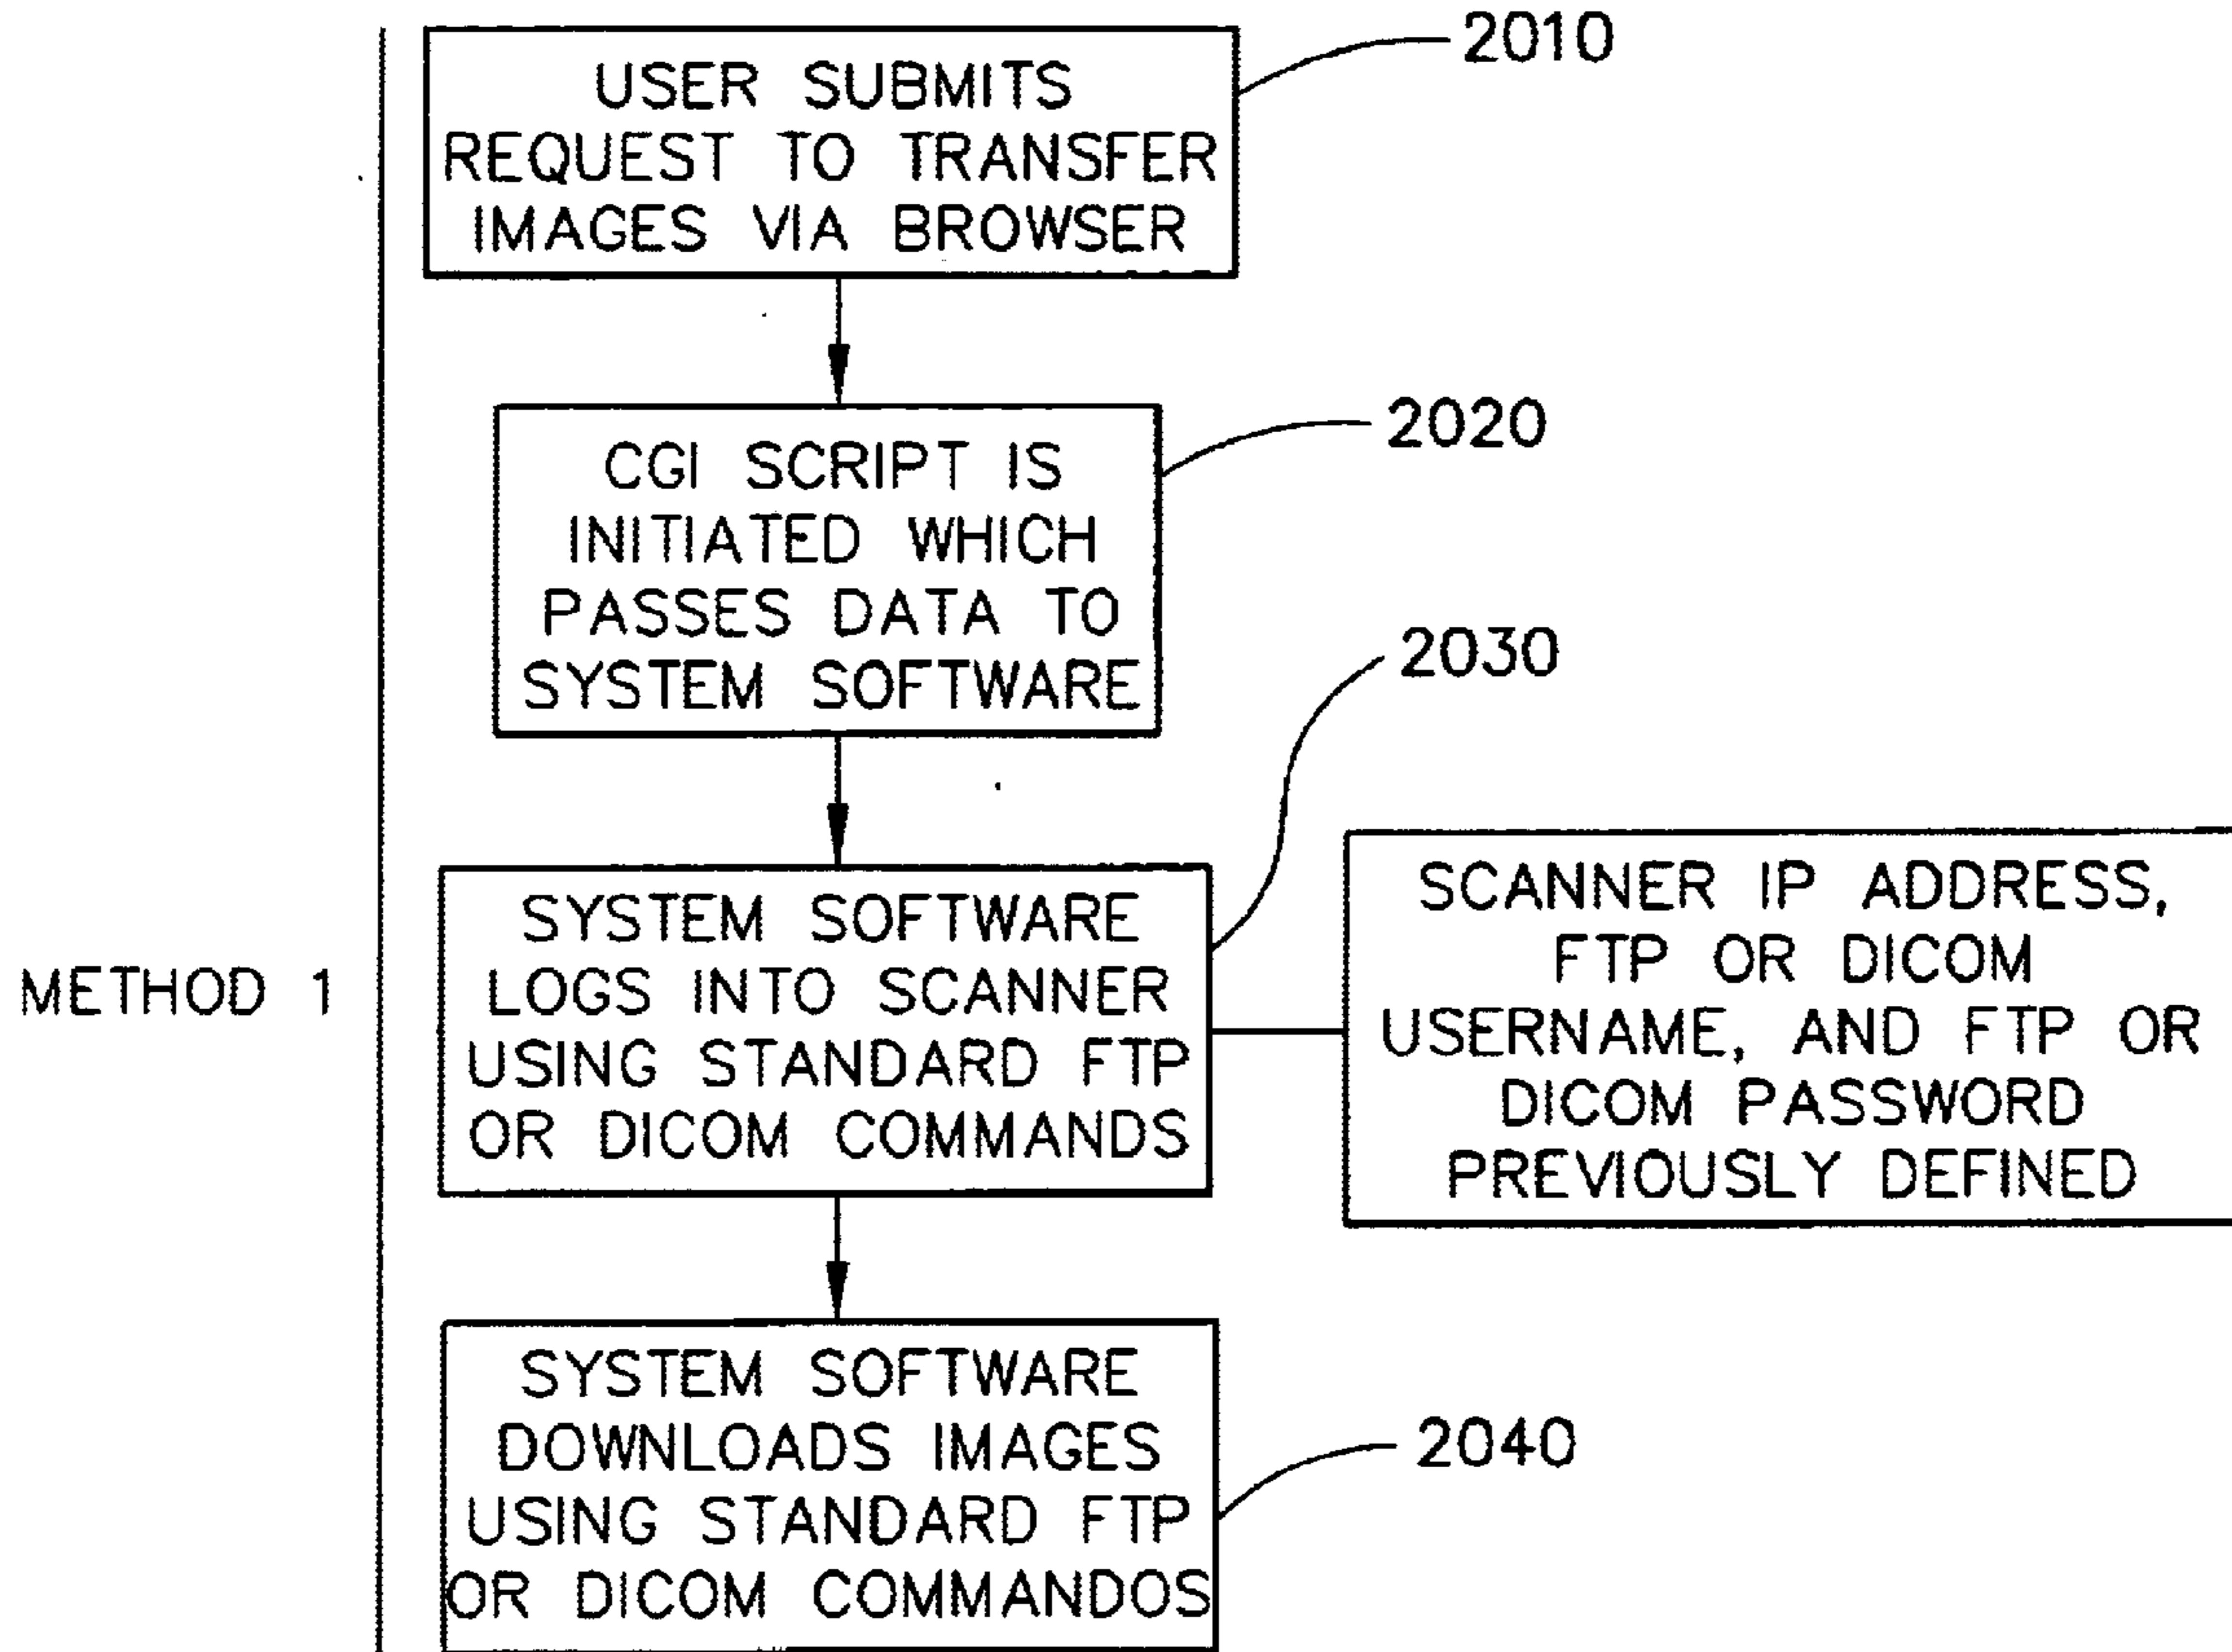 2010
USER SUBMITS
REQUEST TO TRANSFER
IMAGES VIA BROWSER
2020
CGI SCRIPT IS
INITIATED WHICH
PASSES DATA TO
SYSTEM SOFTWARE
2030
METHOD 1
SYSTEM SOFTWARE
LOGS INTO SCANNER
USING STANDARD FTP
OR DICOM COMMANDS
SCANNER IP ADDRESS,
FTP OR DICOM
USERNAME, AND FTP OR
DICOM PASSWORD
PREVIOUSLY DEFINED
SYSTEM SOFTWARE
DOWNLOADS IMAGES
USING STANDARD FTP
OR DICOM COMMANDOS
2040